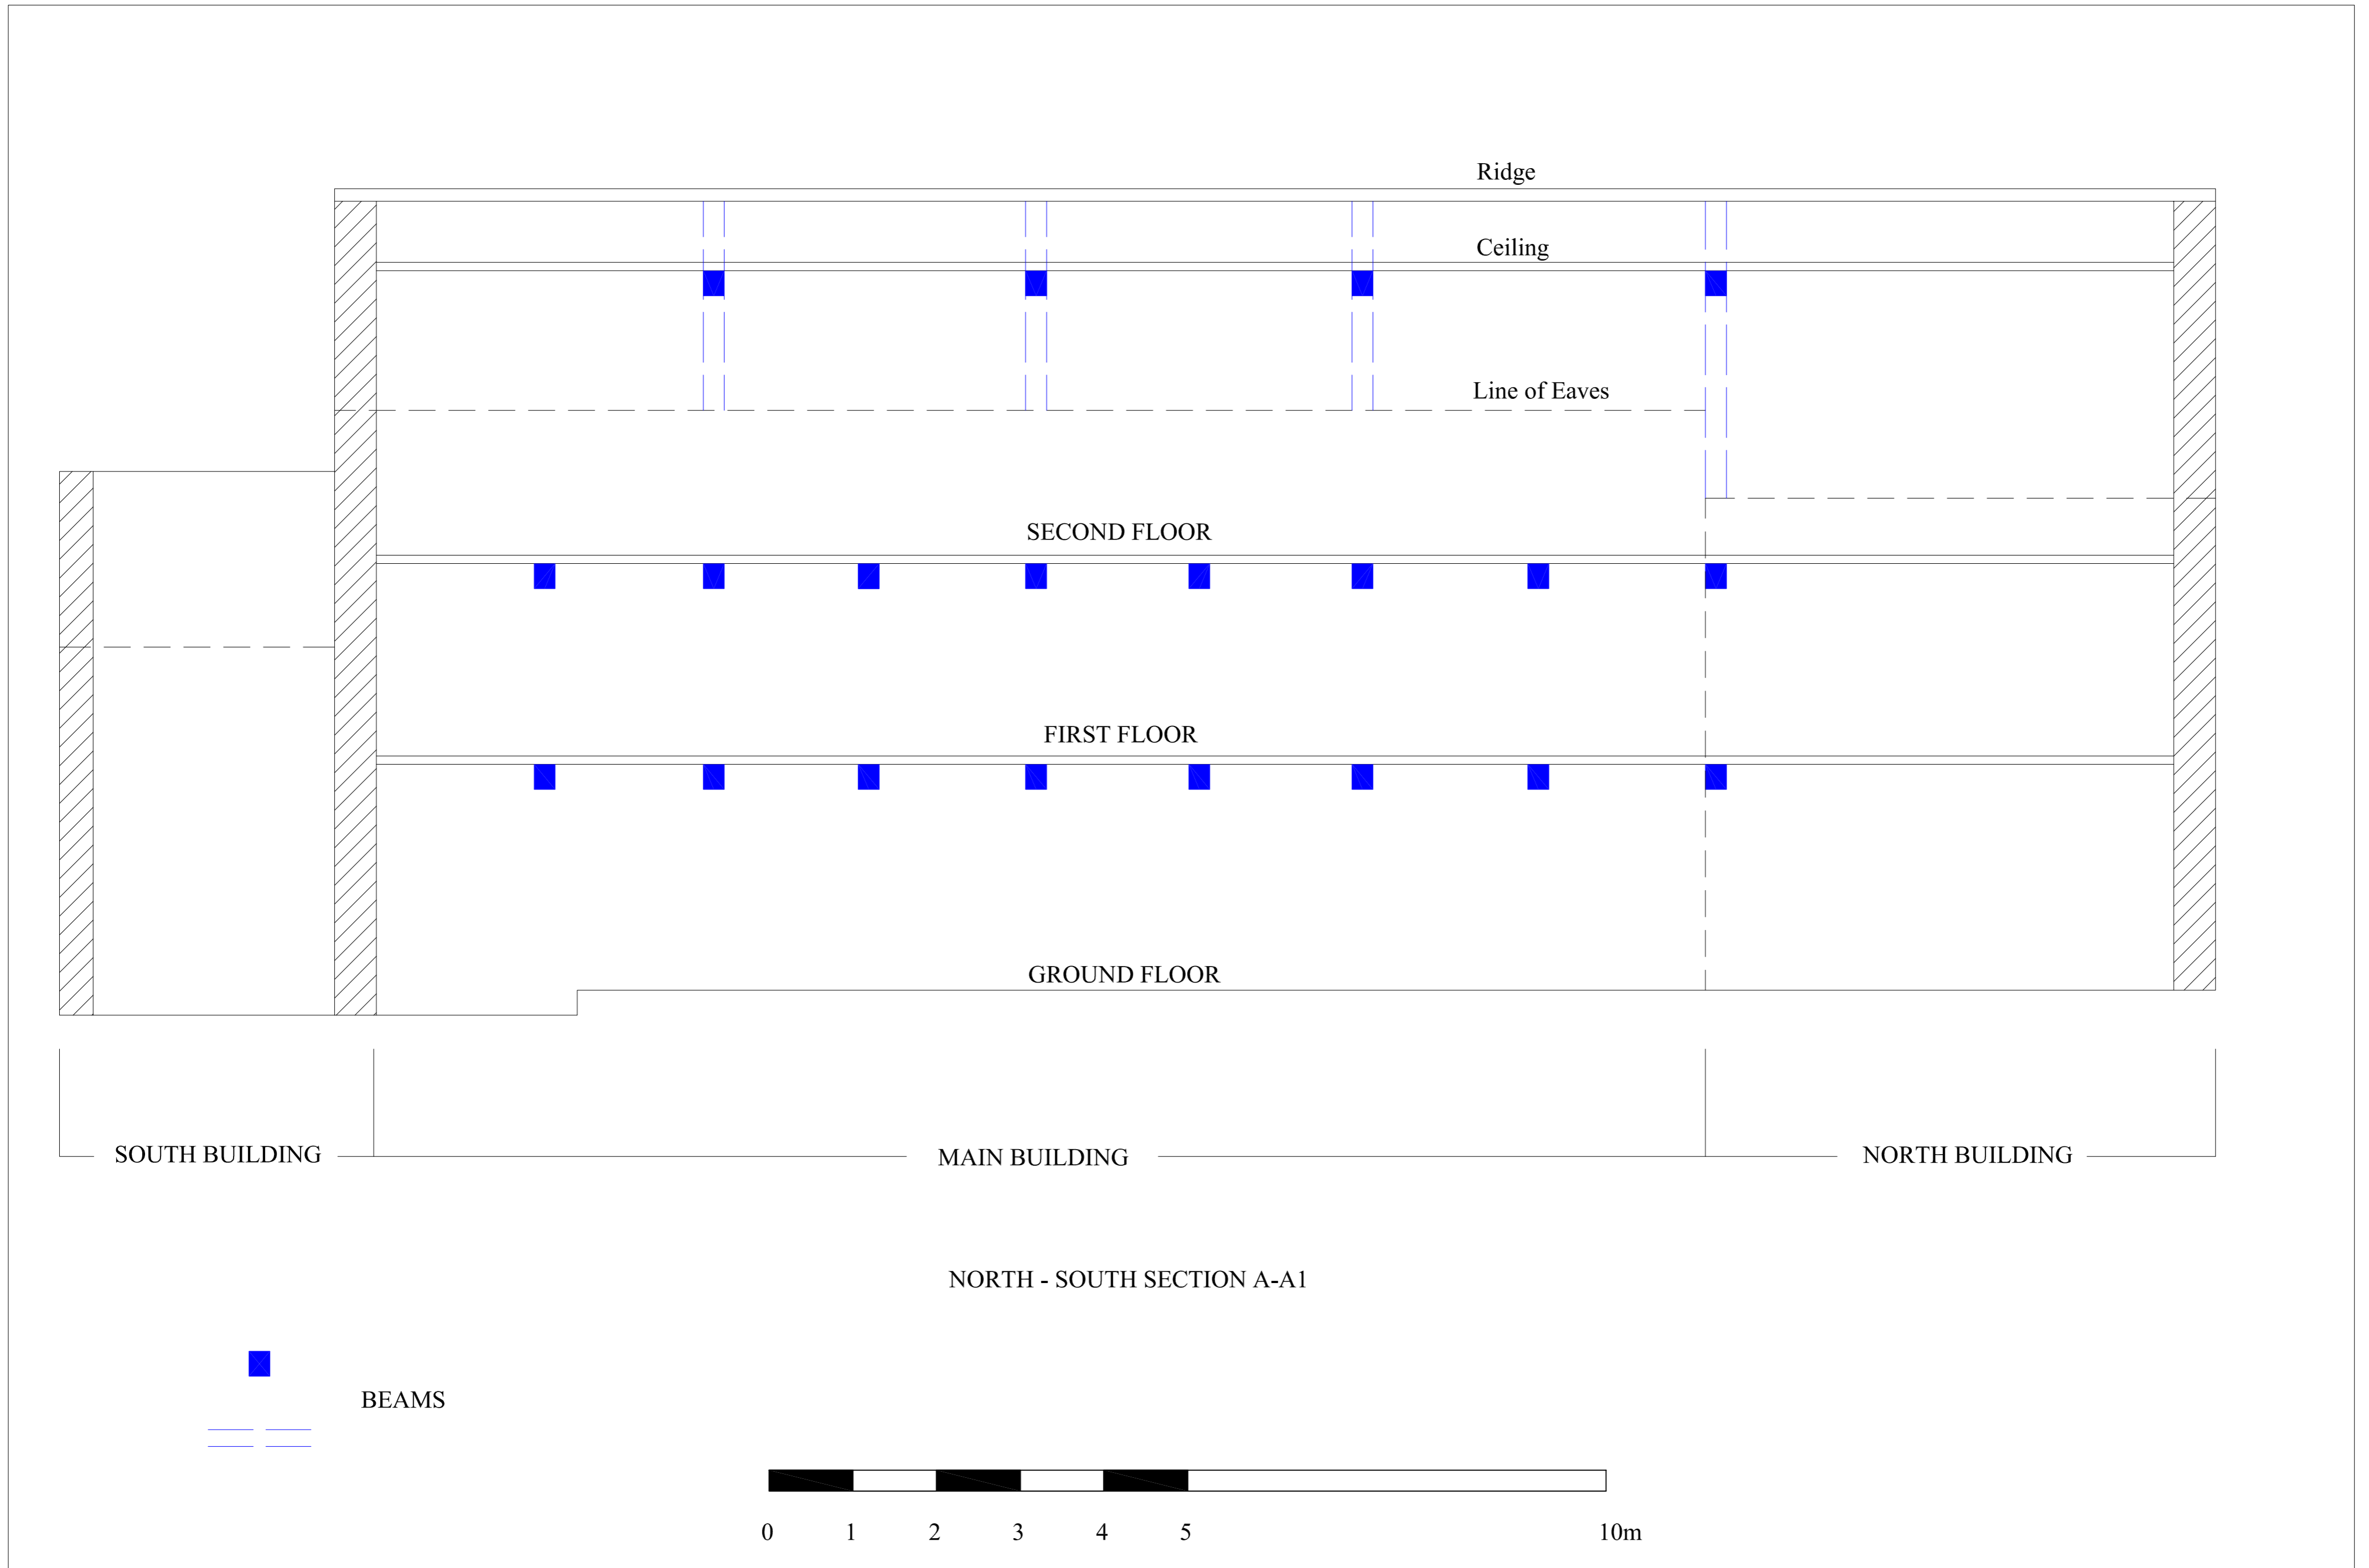 Ridge
Ceiling
Line of Eaves
SECOND FLOOR
FIRST FLOOR
GROUND FLOOR
SOUTH BUILDING
MAIN BUILDING
NORTH BUILDING
NORTH - SOUTH SECTION A-A1
BEAMS
0 1 2 3 4 5 10m